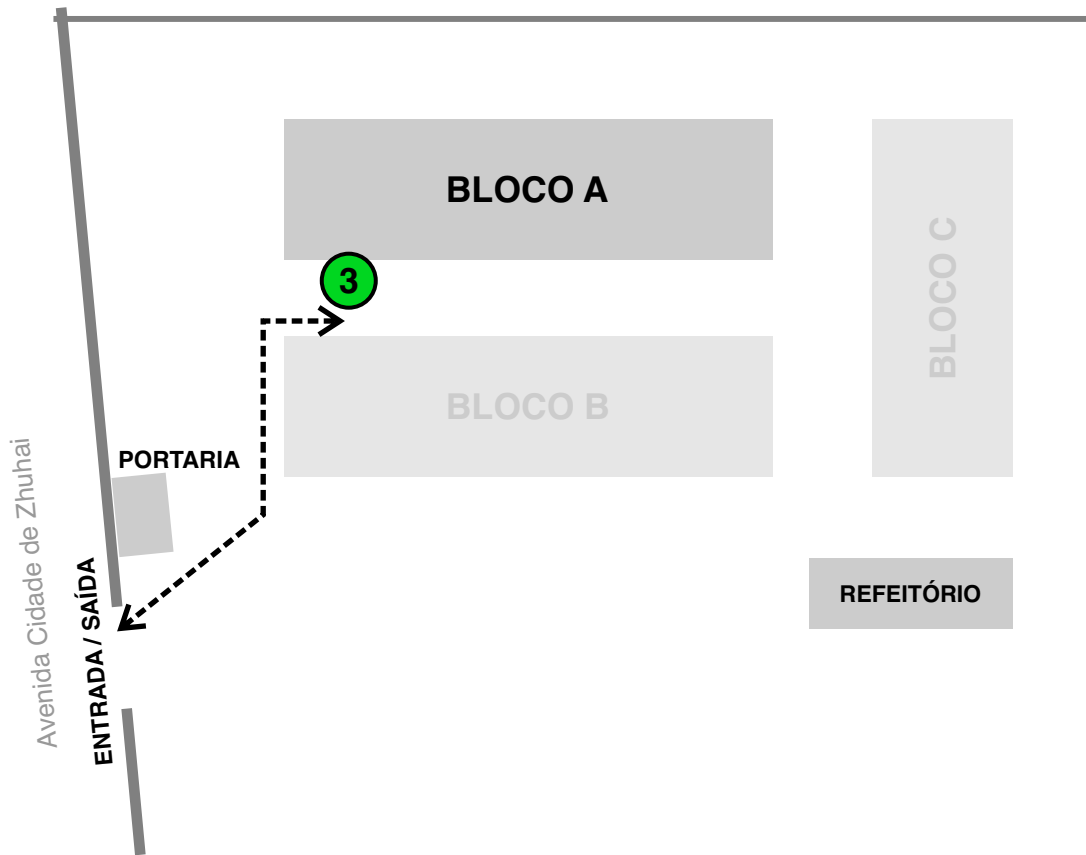 BLOCO A
BLOCO C
3
BLOCO B
PORTARIA
Avenida Cidade de Zhuhai
ENTRADA / SAÍDA
REFEITÓRIO